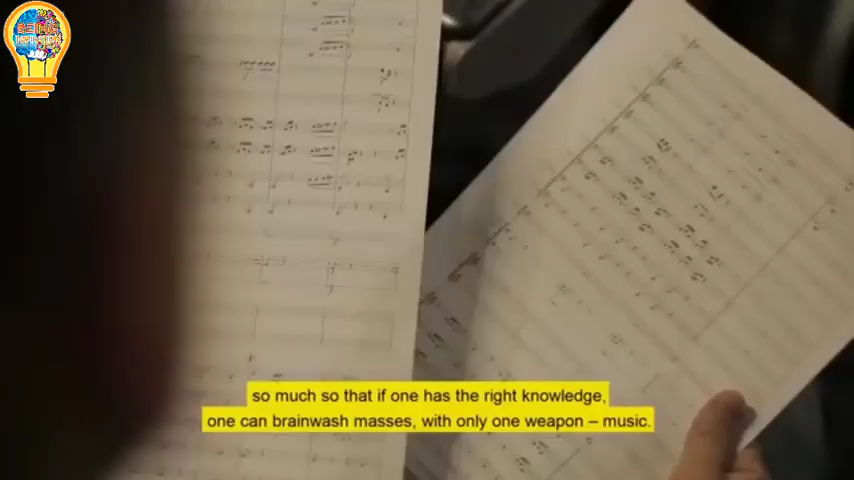 BEING
so much so that if one has the right knowledge,
one can brainwash masses, with only one weapon – music.